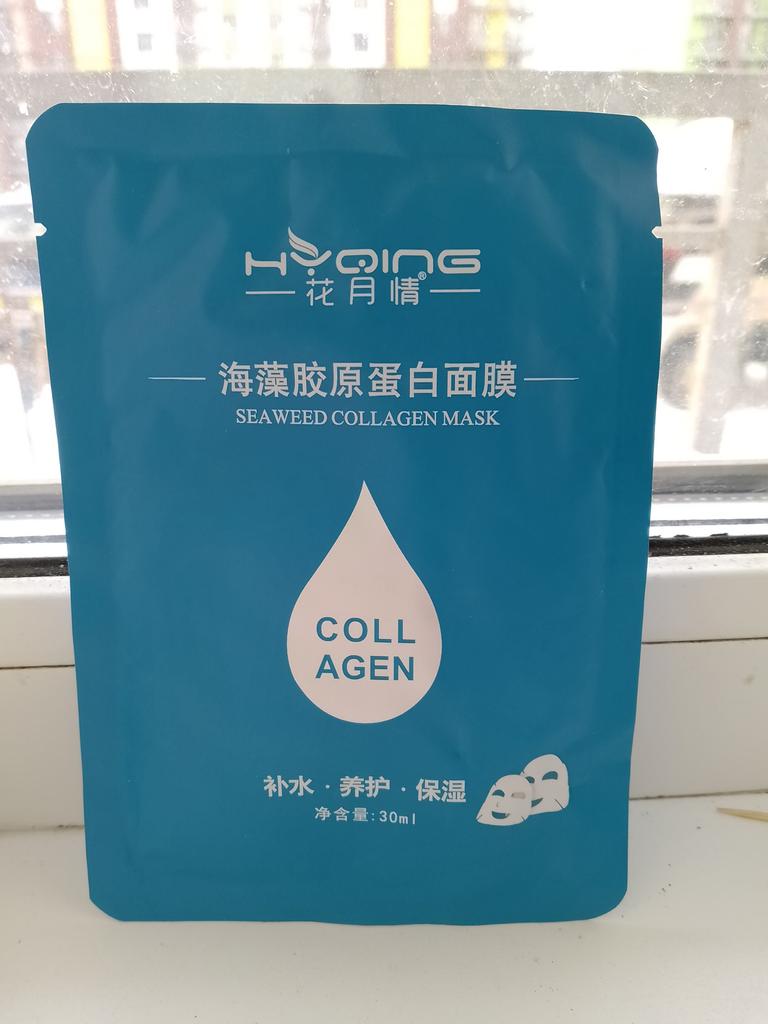 HYQING
花月情®
海藻胶原蛋白面膜
SEAWEED COLLAGEN MASK
COLL
AGEN
补水·养护·保湿
净含量:30ml